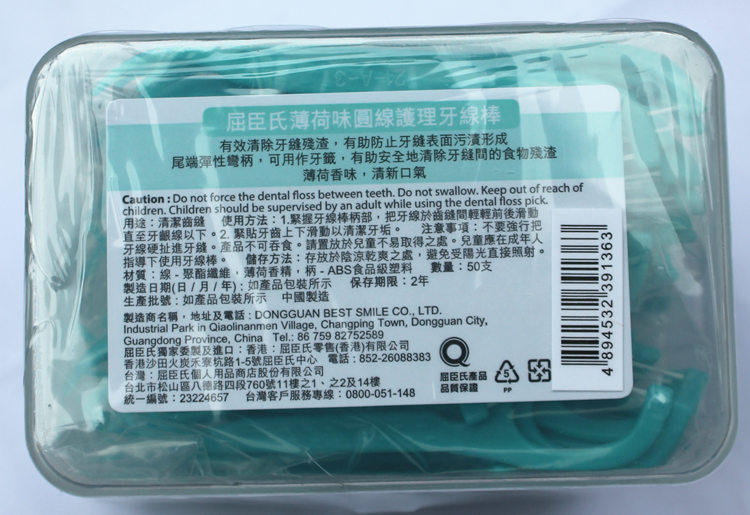 屈臣氏薄荷味圓線護理牙線棒
有效清除牙縫殘渣，有助防止牙縫表面污漬形成
尾端彈性彎柄，可用作牙籤，有助安全地清除牙縫間的食物殘渣
薄荷香味，清新口氣
Caution : Do not force the dental floss between teeth. Do not swallow. Keep out of reach of
children. Children should be supervised by an adult while using the dental floss pick.
用途：清潔齒縫 使用方法：1.緊握牙線棒柄部，把牙線於齒縫間輕輕前後滑動
直至牙齦線以下。2. 緊貼牙齒上下滑動以清潔牙垢。 注意事項：不要強行把
牙線硬扯進牙縫。產品不可吞食。請置放於兒童不易取得之處。兒童應在成年人
指導下使用牙線棒。 儲存方法：存放於陰涼乾爽之處，避免受陽光直接照射。
材質：線 - 聚酯纖維，薄荷香精，柄 - ABS食品級塑料 數量：50支
製造日期(日 / 月 / 年) : 如產品包裝所示 保存期限：2年
生產批號：如產品包裝所示 中國製造
製造商名稱，地址及電話：DONGGUAN BEST SMILE CO., LTD.
Industrial Park in Qiaolinanmen Village, Changping Town, Dongguan City,
Guangdong Province, China Tel.: 86 759 82752589
屈臣氏獨家委製及進口：香港：屈臣氏零售(香港)有限公司
香港沙田火炭禾寮坑路1-5號屈臣氏中心 電話 : 852-26088383
台灣：屈臣氏個人用品商店股份有限公司
台北市松山區八德路四段760號11樓之1、之2及14樓
統一編號：23224657 台灣客戶服務專線：0800-051-148
屈臣氏產品
品質保證
5
PP
4 894532 391363